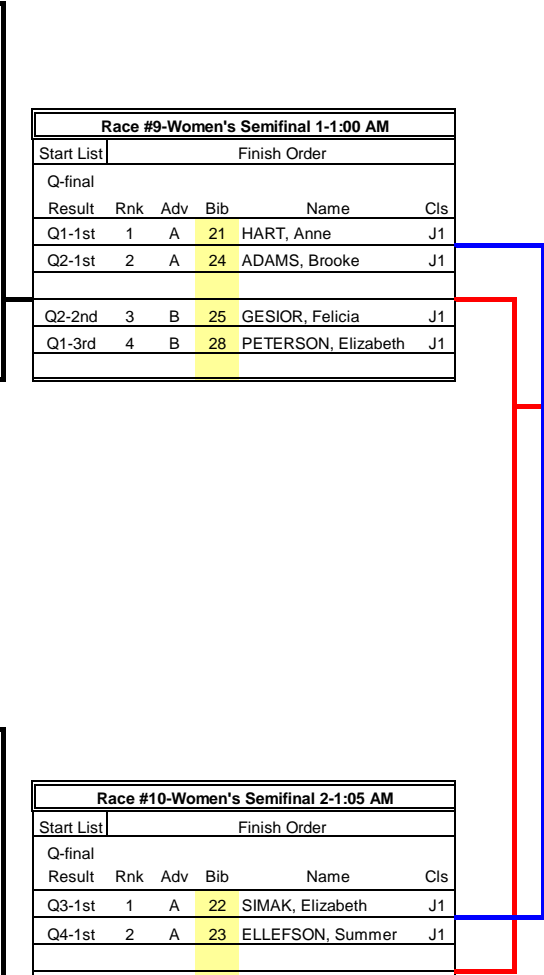 Race #9-Women's Semifinal 1-1:00 AM
Start List Finish Order
Q-final
Result Rnk Adv Bib Name Cls
Q1-1st 1 A 21 HART, Anne J1
Q2-1st 2 A 24 ADAMS, Brooke J1
Q2-2nd 3 B 25 GESIOR, Felicia J1
Q1-3rd 4 B 28 PETERSON, Elizabeth J1
Race #10-Women's Semifinal 2-1:05 AM
Start List Finish Order
Q-final
Result Rnk Adv Bib Name Cls
Q3-1st 1 A 22 SIMAK, Elizabeth J1
Q4-1st 2 A 23 ELLEFSON, Summer J1